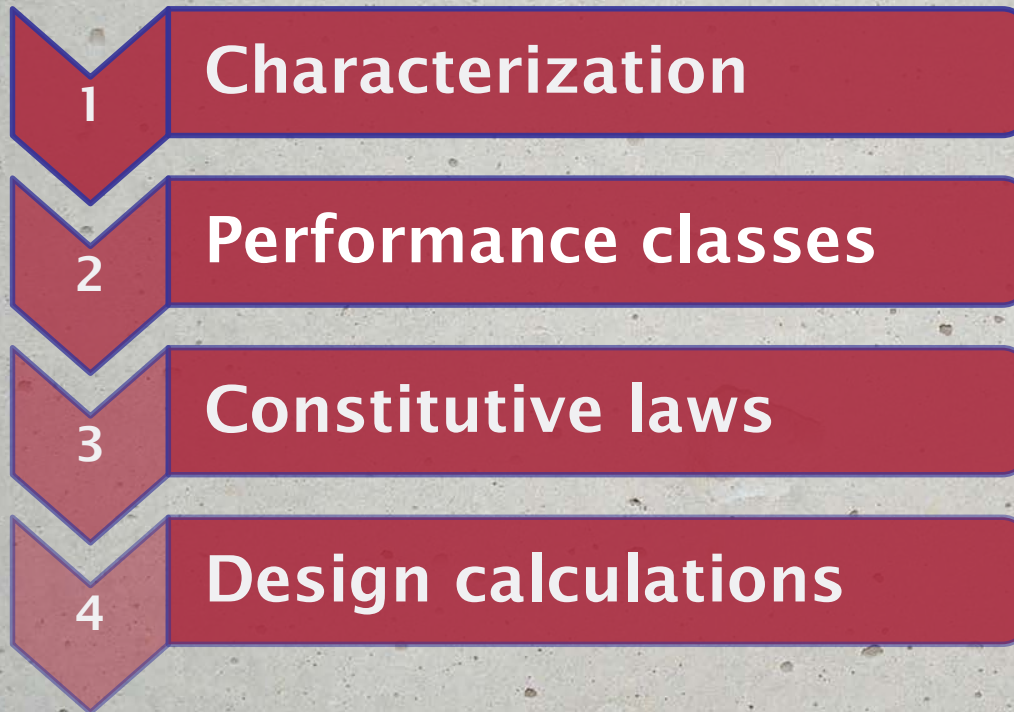 1 Characterization
2 Performance classes
3 Constitutive laws
4 Design calculations